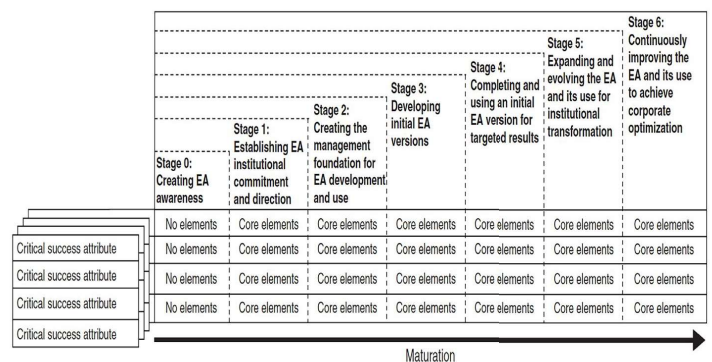 Stage 6:
Continuously
improving the
EA and its use
to achieve
corporate
optimization
Stage 5:
Expanding and
evolving the EA
and its use for
institutional
transformation
Stage 4:
Completing and
using an initial
EA version for
targeted results
Stage 3:
Developing
initial EA
versions
Stage 2:
Creating the
management
foundation for
EA development
and use
Stage 1:
Establishing EA
institutional
commitment
and direction
Stage 0:
Creating EA
awareness
No elements Core elements Core elements Core elements Core elements Core elements Core elements
Critical success attribute No elements Core elements Core elements Core elements Core elements Core elements Core elements
Critical success attribute No elements Core elements Core elements Core elements Core elements Core elements Core elements
Critical success attribute No elements Core elements Core elements Core elements Core elements Core elements Core elements
Critical success attribute
Maturation